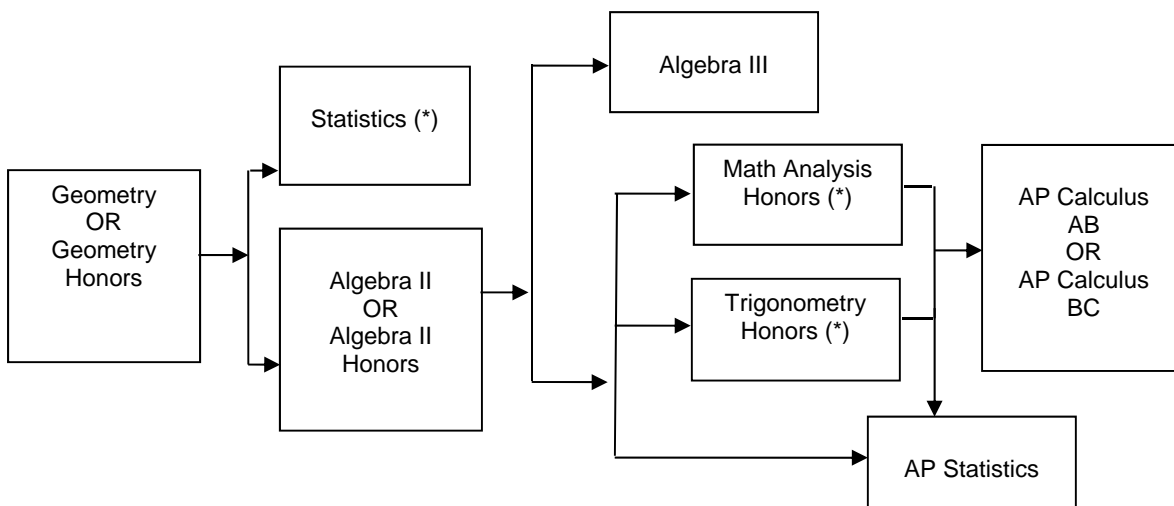 Geometry
OR
Geometry
Honors
Statistics (*)
Algebra II
OR
Algebra II
Honors
Algebra III
Math Analysis
Honors (*)
Trigonometry
Honors (*)
AP Calculus
AB
OR
AP Calculus
BC
AP Statistics